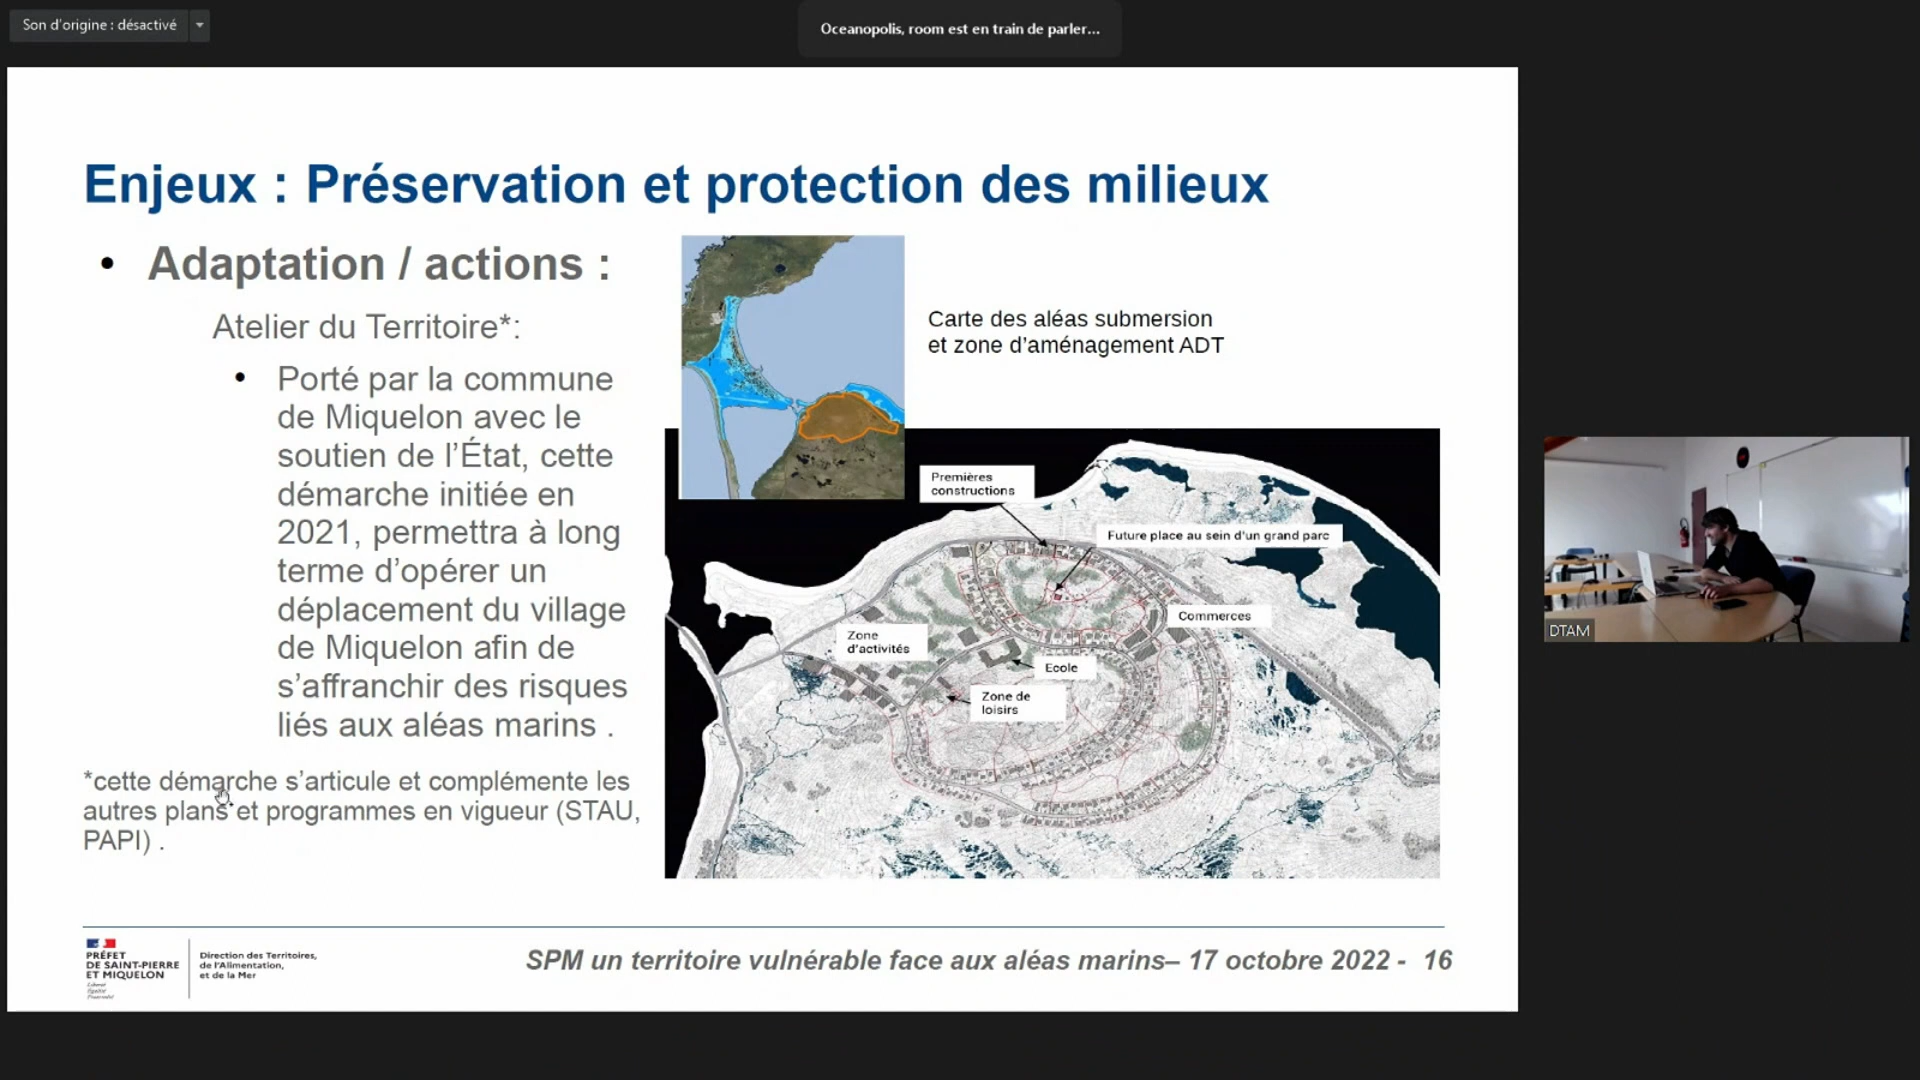 Son d'origine : désactivé
Oceanopolis, room est en train de parler...
Enjeux : Préservation et protection des milieux
• Adaptation / actions :
Atelier du Territoire*:
• Porté par la commune
de Miquelon avec le
soutien de l'État, cette
démarche initiée en
2021, permettra à long
terme d'opérer un
déplacement du village
de Miquelon afin de
s'affranchir des risques
liés aux aléas marins .
*cette démarche s'articule et complémente les
autres plans et programmes en vigueur (STAU,
PAPI) .
Carte des aléas submersion
et zone d'aménagement ADT
Premières
constructions
Future place au sein d'un grand parc
Commerces
Zone
d'activités
Ecole
Zone de
loisirs
DTAM
PRÉFET
DE SAINT-PIERRE
ET MIQUELON
Liberté
Égalité
Fraternité
Direction des Territoires,
de l'Alimentation,
et de la Mer
SPM un territoire vulnérable face aux aléas marins– 17 octobre 2022 - 16